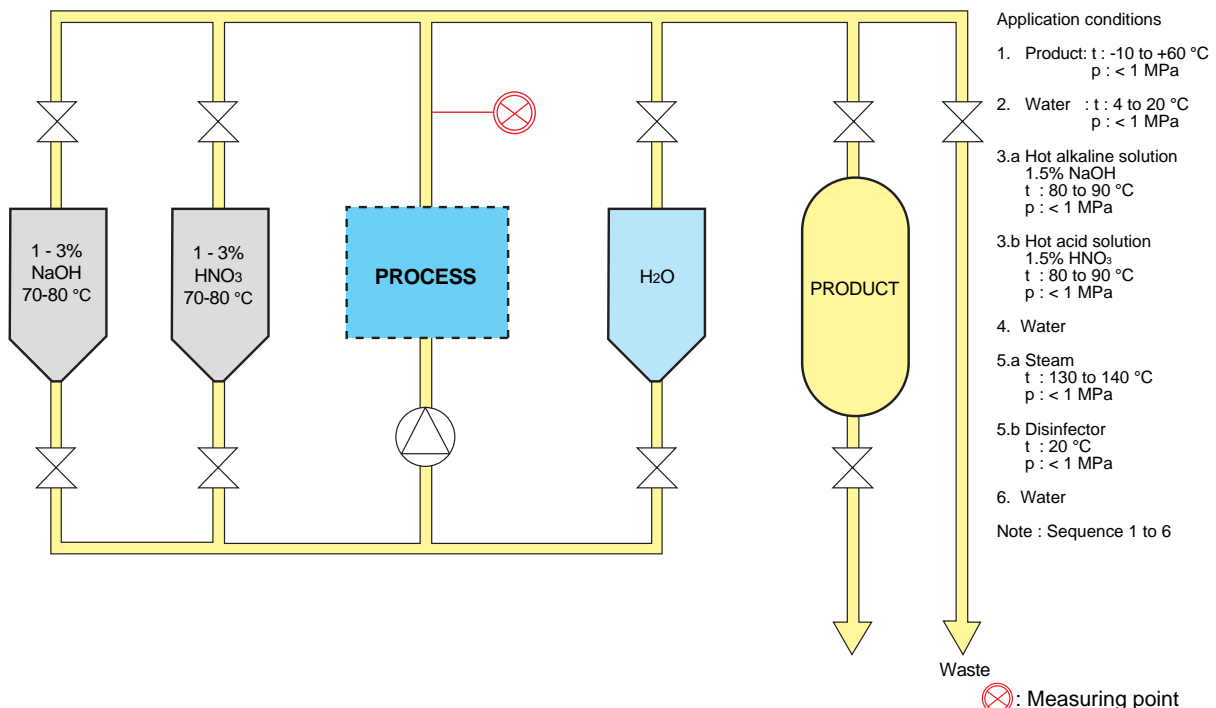 1 - 3%
NaOH
70-80 °C
1 - 3%
HNO₃
70-80 °C
PROCESS
H₂O
PRODUCT
Waste
Application conditions
1. Product: t : -10 to +60 °C
p : < 1 MPa
2. Water : t : 4 to 20 °C
p : < 1 MPa
3.a Hot alkaline solution
1.5% NaOH
t : 80 to 90 °C
p : < 1 MPa
3.b Hot acid solution
1.5% HNO₃
t : 80 to 90 °C
p : < 1 MPa
4. Water
5.a Steam
t : 130 to 140 °C
p : < 1 MPa
5.b Disinfector
t : 20 °C
p : < 1 MPa
6. Water
Note : Sequence 1 to 6
: Measuring point